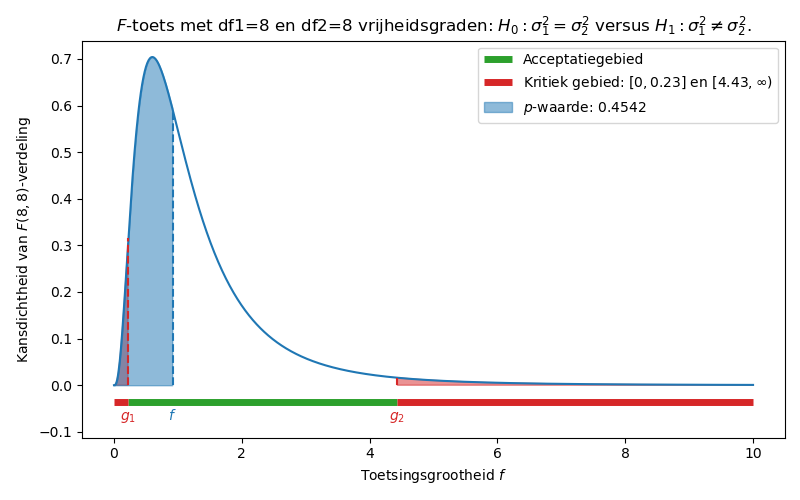 F-toets met df1=8 en df2=8 vrijheidsgraden: H₀ : σ₁² = σ₂² versus H₁ : σ₁² ≠ σ₂².
Acceptatiegebied
Kritiek gebied: [0, 0.23] en [4.43, ∞)
p-waarde: 0.4542
Kansdichtheid van F(8, 8)-verdeling
0.7
0.6
0.5
0.4
0.3
0.2
0.1
0.0
−0.1
g₁ f g₂
0 2 4 6 8 10
Toetsingsgrootheid f